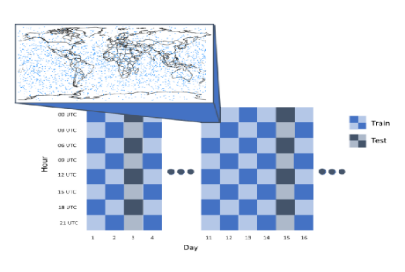 00 UTC
03 UTC
06 UTC
09 UTC
12 UTC
15 UTC
18 UTC
21 UTC
Hour
1 2 3 4 11 12 13 14 15 16
Day
Train
Test